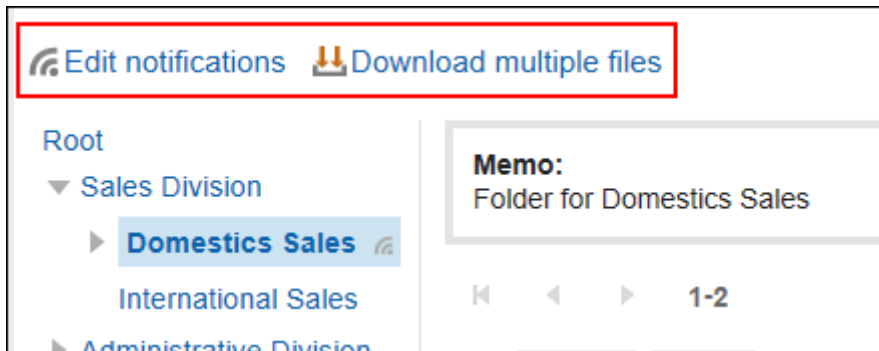 Edit notifications Download multiple files
Root
Sales Division
Domestics Sales
International Sales
Administrative Division
Memo:
Folder for Domestics Sales
1-2